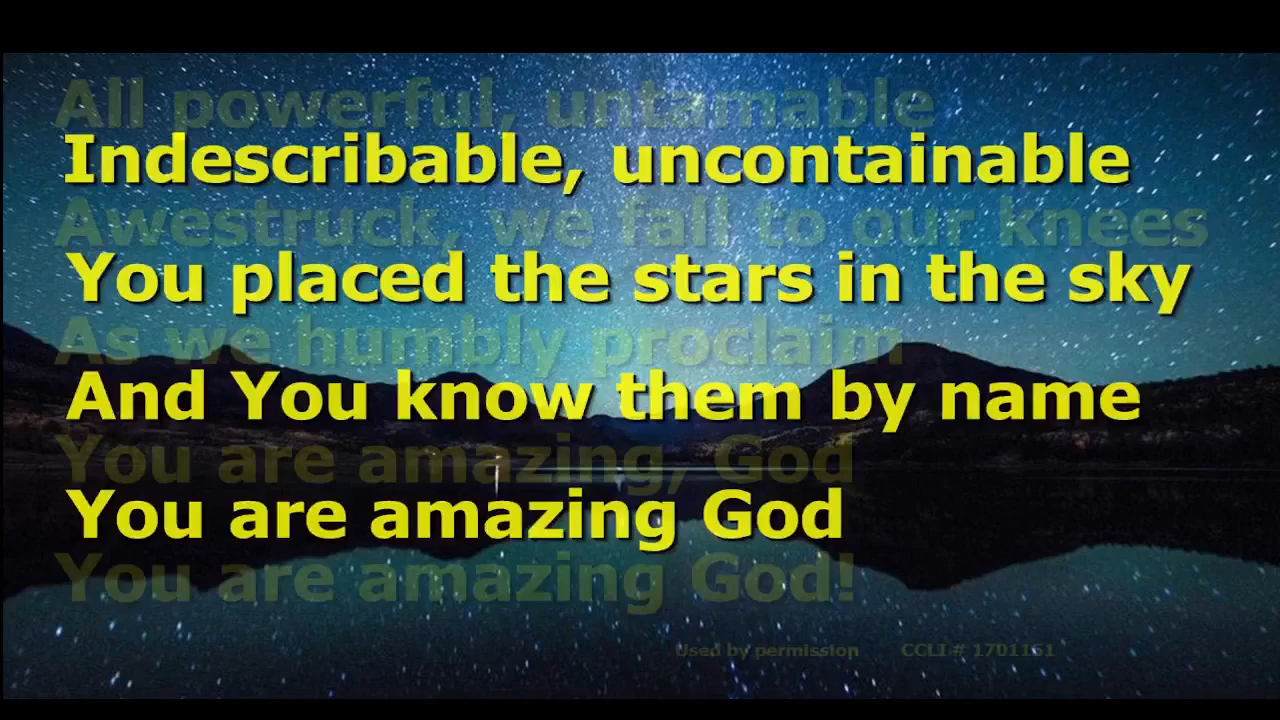 All powerful, untamable
Indescribable, uncontainable
Awestruck, we fall to our knees
You placed the stars in the sky
As we humbly proclaim
And You know them by name
You are amazing, God
You are amazing God
You are amazing God!
Used by permission CCLI # 1701151